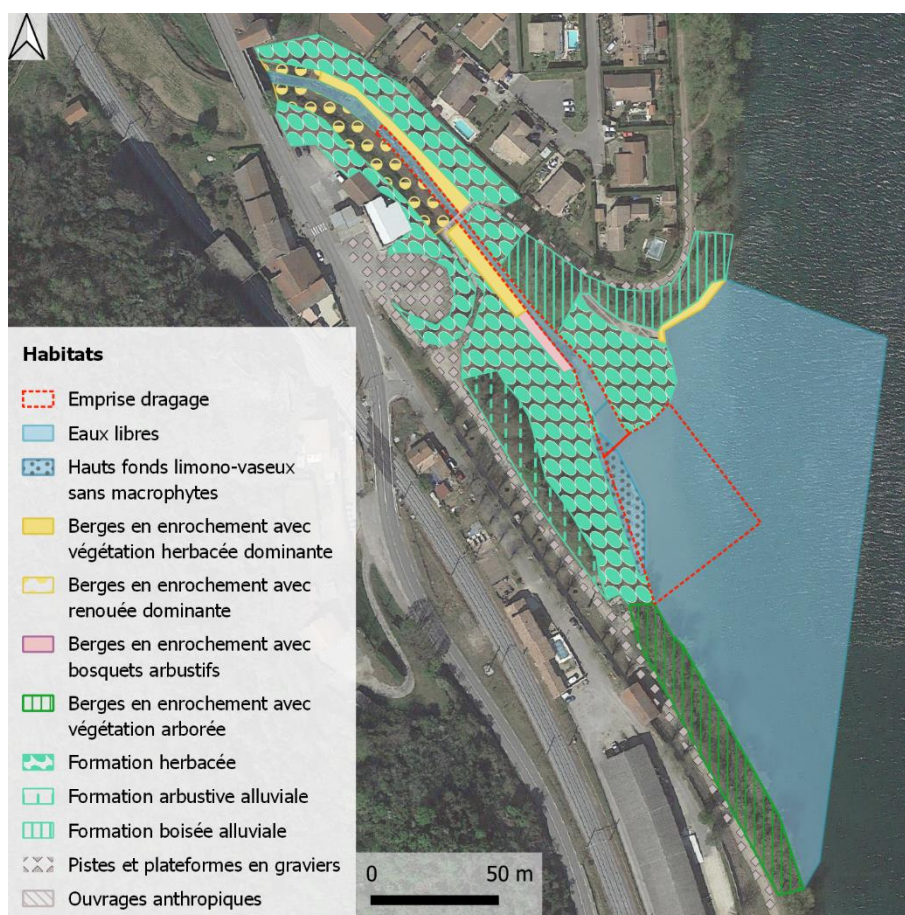 Habitats
Emprise dragage
Eaux libres
Hauts fonds limono-vaseux
sans macrophytes
Berges en enrochement avec
végétation herbacée dominante
Berges en enrochement avec
renouée dominante
Berges en enrochement avec
bosquets arbustifs
Berges en enrochement avec
végétation arborée
Formation herbacée
Formation arbustive alluviale
Formation boisée alluviale
Pistes et plateformes en graviers
Ouvrages anthropiques
0 50 m